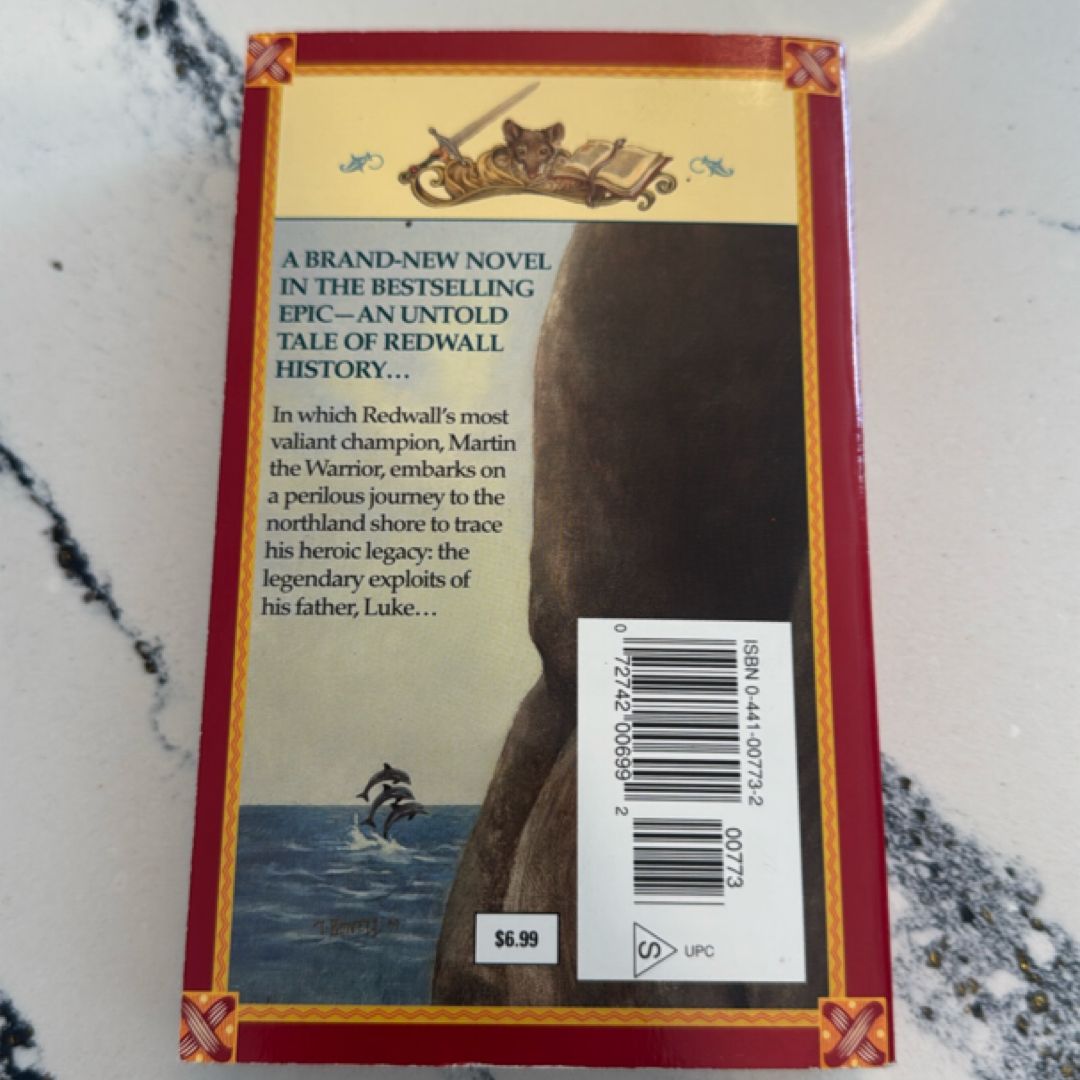 A BRAND-NEW NOVEL
IN THE BESTSELLING
EPIC—AN UNTOLD
TALE OF REDWALL
HISTORY...
In which Redwall's most
valiant champion, Martin
the Warrior, embarks on
a perilous journey to the
northland shore to trace
his heroic legacy: the
legendary exploits of
his father, Luke...
$6.99
ISBN 0-441-00773-2
0 72742 00699 2
00773
S
UPC